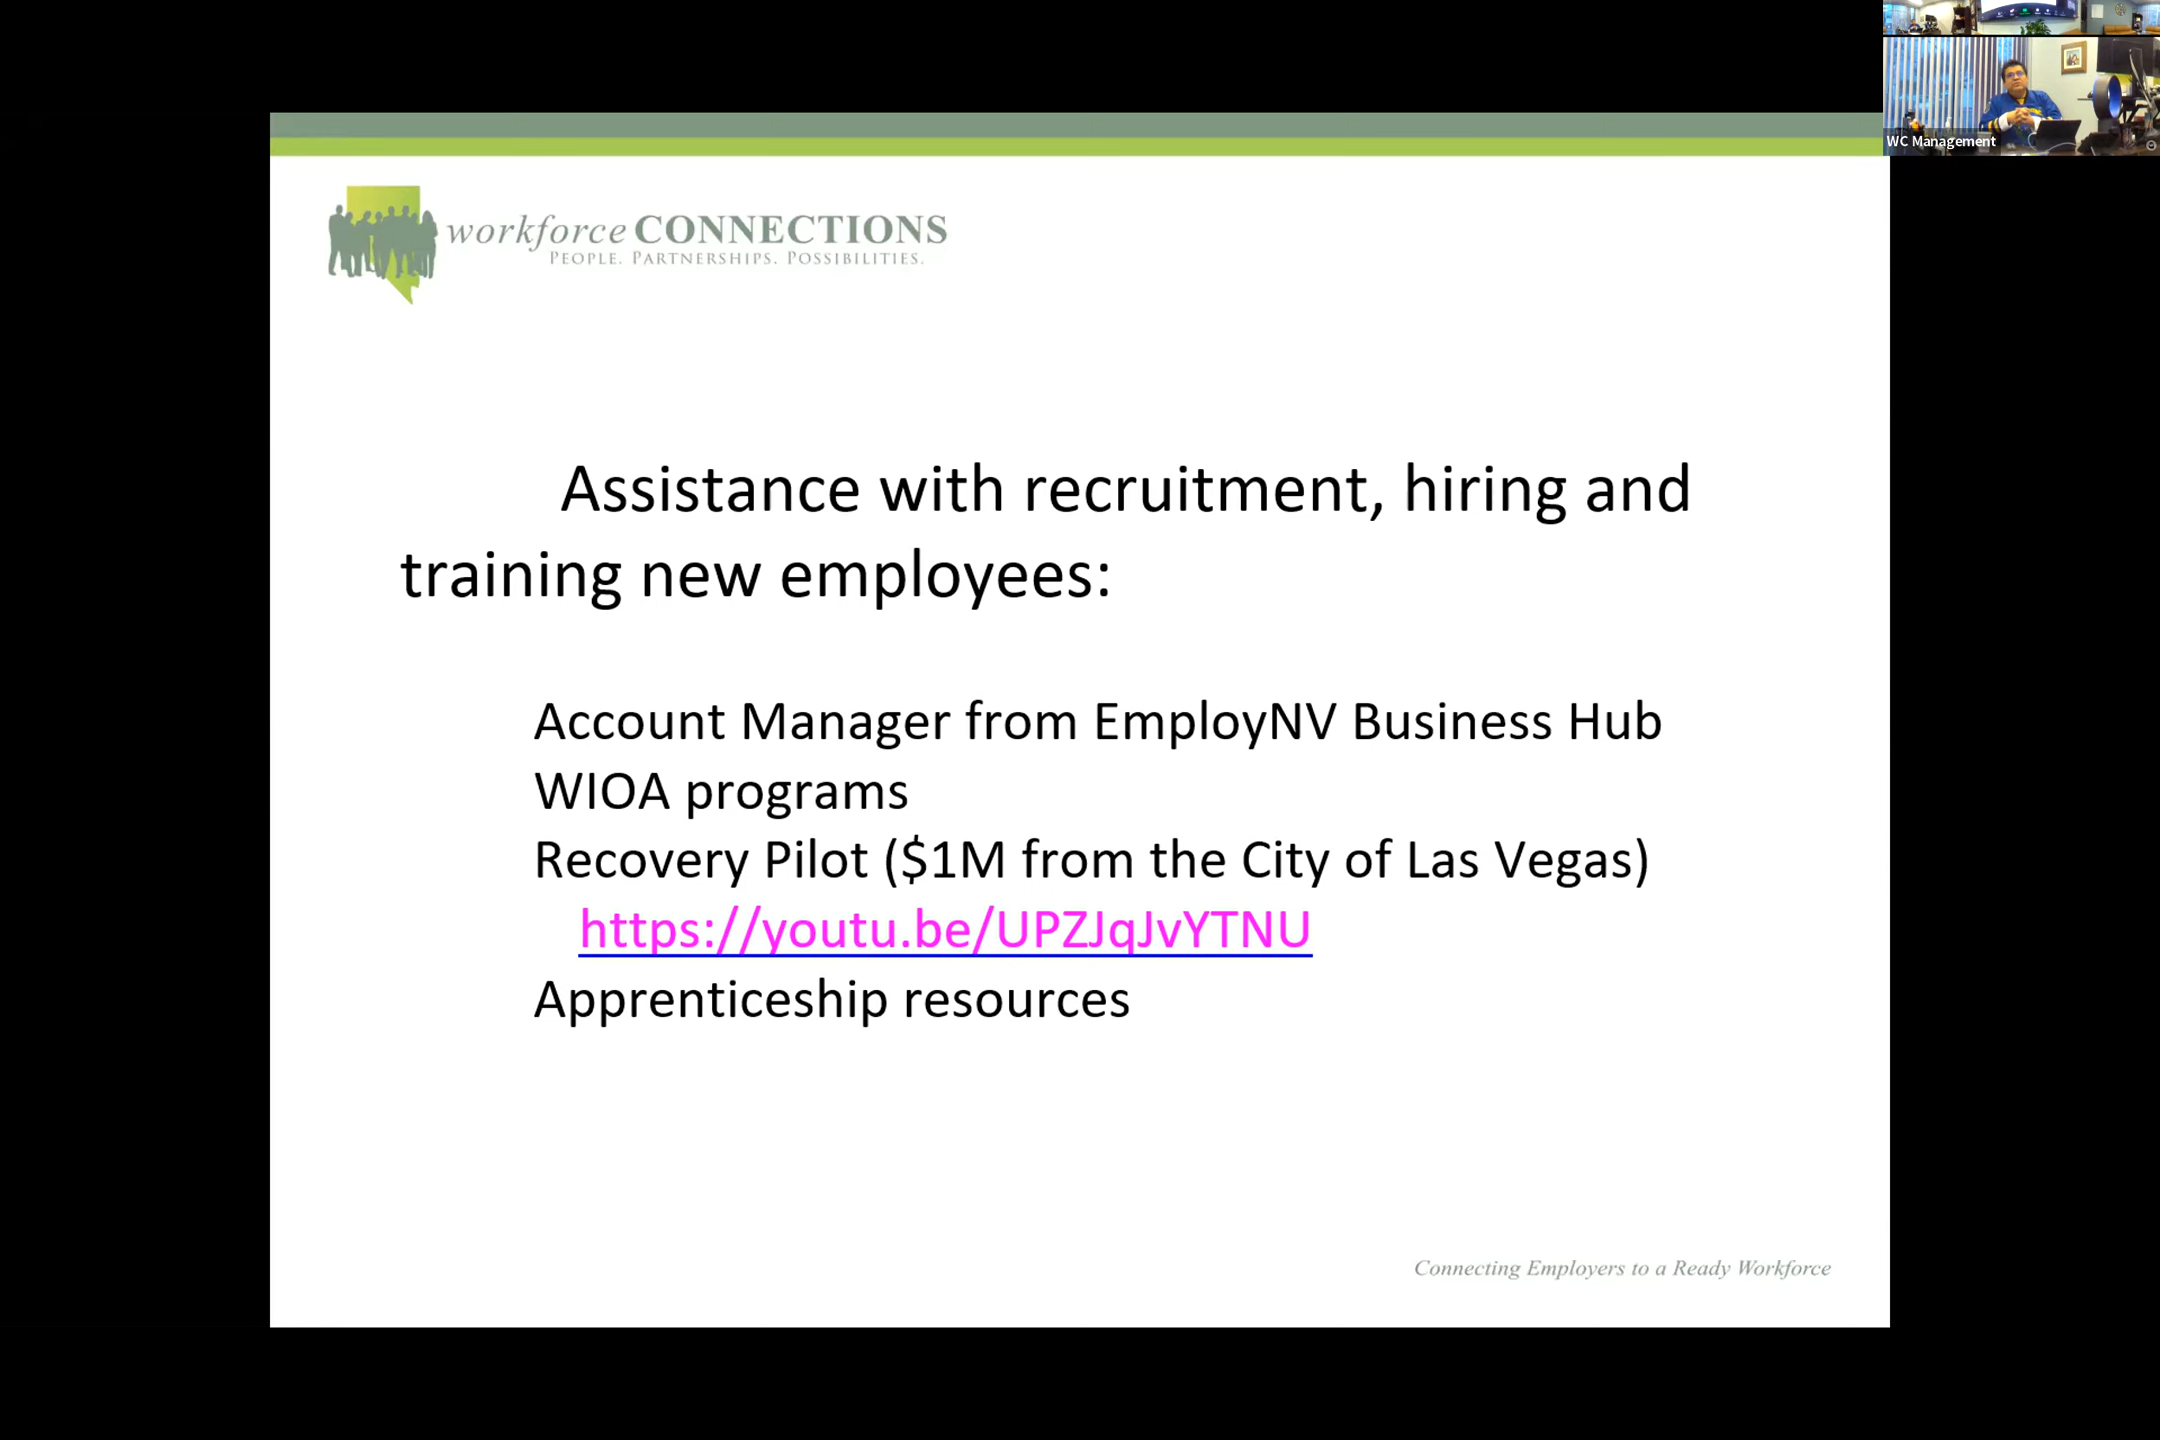 WC Management
workforce CONNECTIONS
PEOPLE. PARTNERSHIPS. POSSIBILITIES.
Assistance with recruitment, hiring and
training new employees:
Account Manager from EmployNV Business Hub
WIOA programs
Recovery Pilot ($1M from the City of Las Vegas)
https://youtu.be/UPZJqJvYTNU
Apprenticeship resources
Connecting Employers to a Ready Workforce